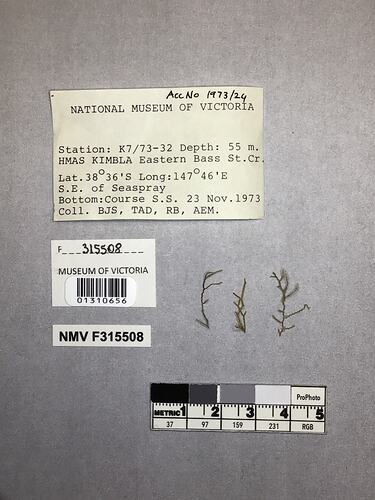 Acc No 1973/24
NATIONAL MUSEUM OF VICTORIA
Station: K7/73-32 Depth: 55 m.
HMAS KIMBLA Eastern Bass St.Cr.
Lat.38°36'S Long:147°46'E
S.E. of Seaspray
Bottom:Course S.S. 23 Nov.1973
Coll. BJS, TAD, RB, AEM.
F 315508
MUSEUM OF VICTORIA
01310656
NMV F315508
ProPhoto
METRIC 1 2 3 4 5
37 97 159 231 RGB